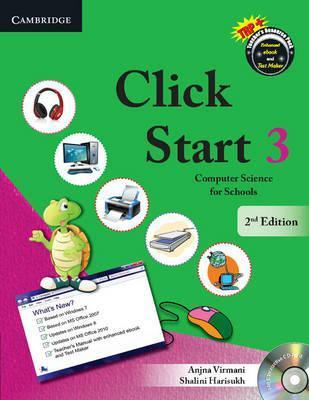 CAMBRIDGE
TRP+
Teacher's Resource Pack
Enhanced
ebook
and
Test Maker
Click
Start 3
Computer Science
for Schools
2nd Edition
What's New?
Based on Windows 7
Based on MS Office 2007
Updates on Windows 8
Updates on MS Office 2010
Teacher's Manual with enhanced ebook
and Test Maker
Anjna Virmani
Shalini Harisukh